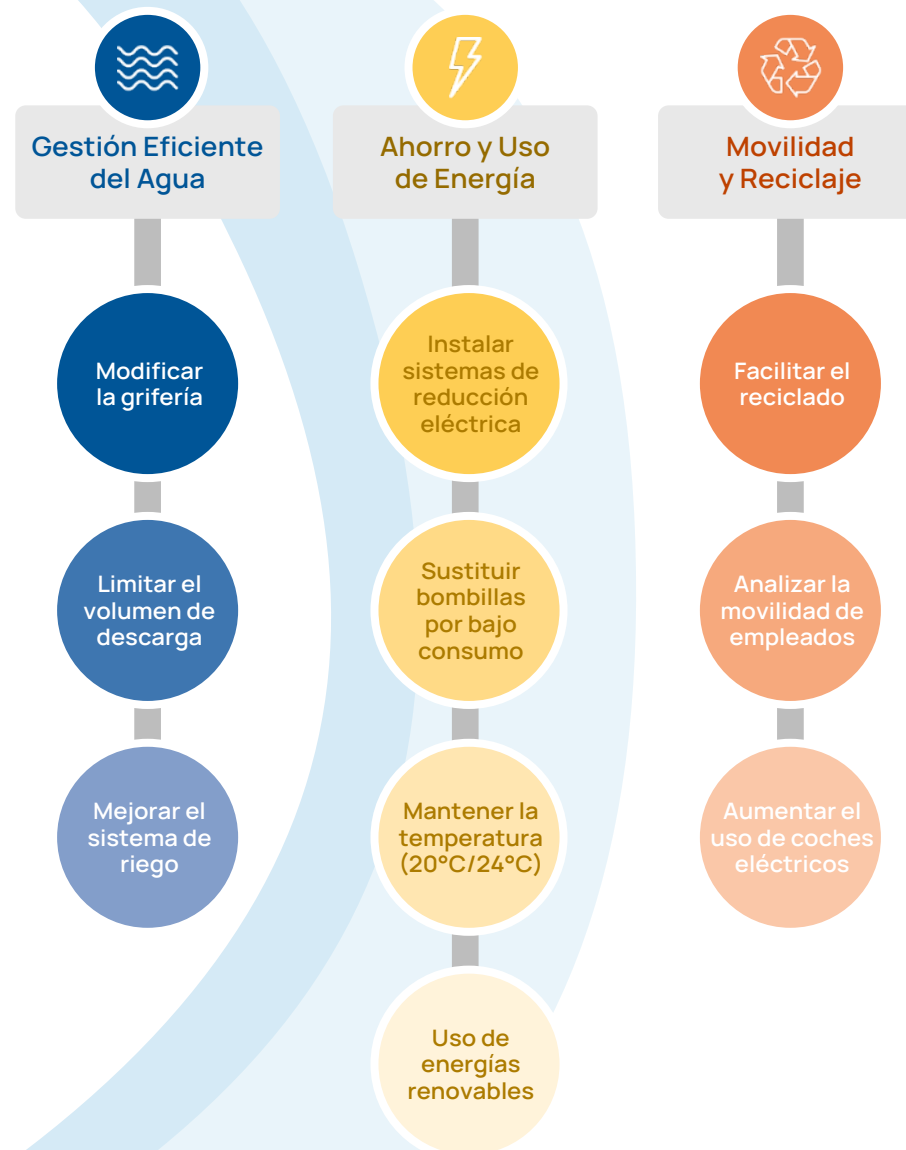 Gestión Eficiente
del Agua
Modificar
la grifería
Limitar el
volumen de
descarga
Mejorar el
sistema de
riego
Ahorro y Uso
de Energía
Instalar
sistemas de
reducción
eléctrica
Sustituir
bombillas
por bajo
consumo
Mantener la
temperatura
(20°C/24°C)
Uso de
energías
renovables
Movilidad
y Reciclaje
Facilitar el
reciclado
Analizar la
movilidad de
empleados
Aumentar el
uso de coches
eléctricos